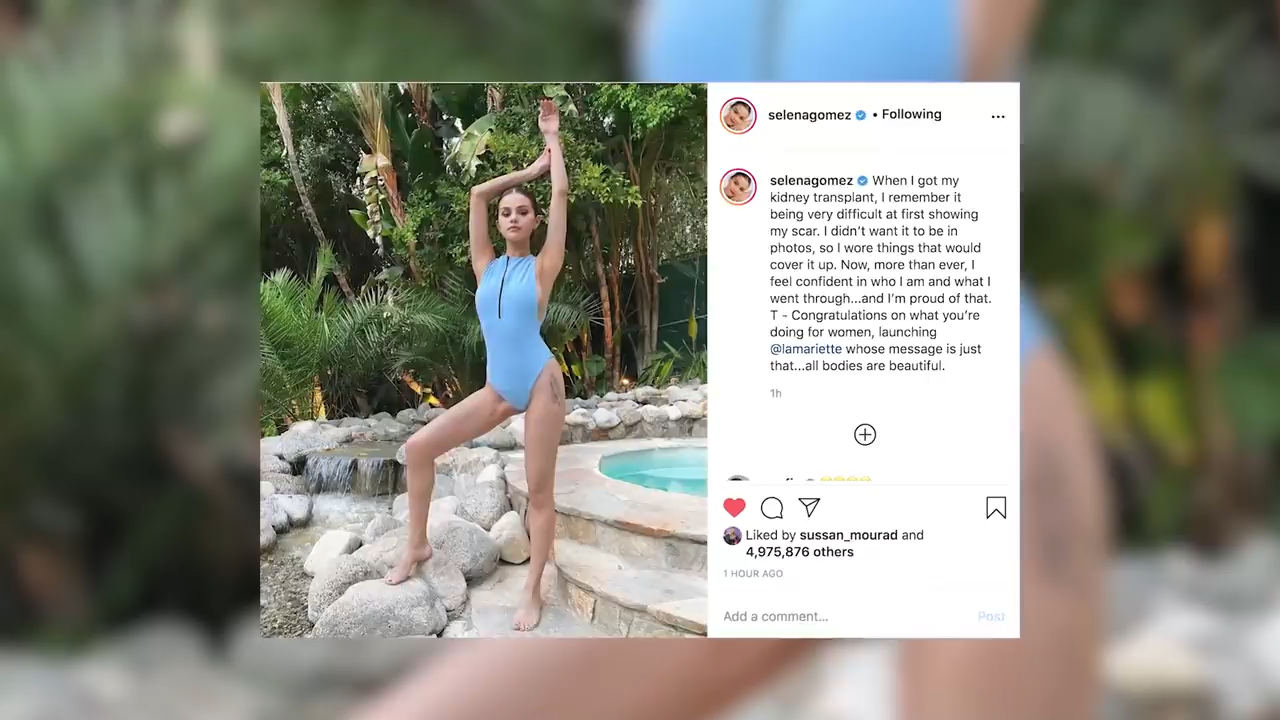 selenagomez • Following
selenagomez When I got my
kidney transplant, I remember it
being very difficult at first showing
my scar. I didn't want it to be in
photos, so I wore things that would
cover it up. Now, more than ever, I
feel confident in who I am and what I
went through...and I'm proud of that.
T - Congratulations on what you're
doing for women, launching
@lamariette whose message is just
that...all bodies are beautiful.
1h
Liked by sussan_mourad and
4,975,876 others
1 HOUR AGO
Add a comment... Post